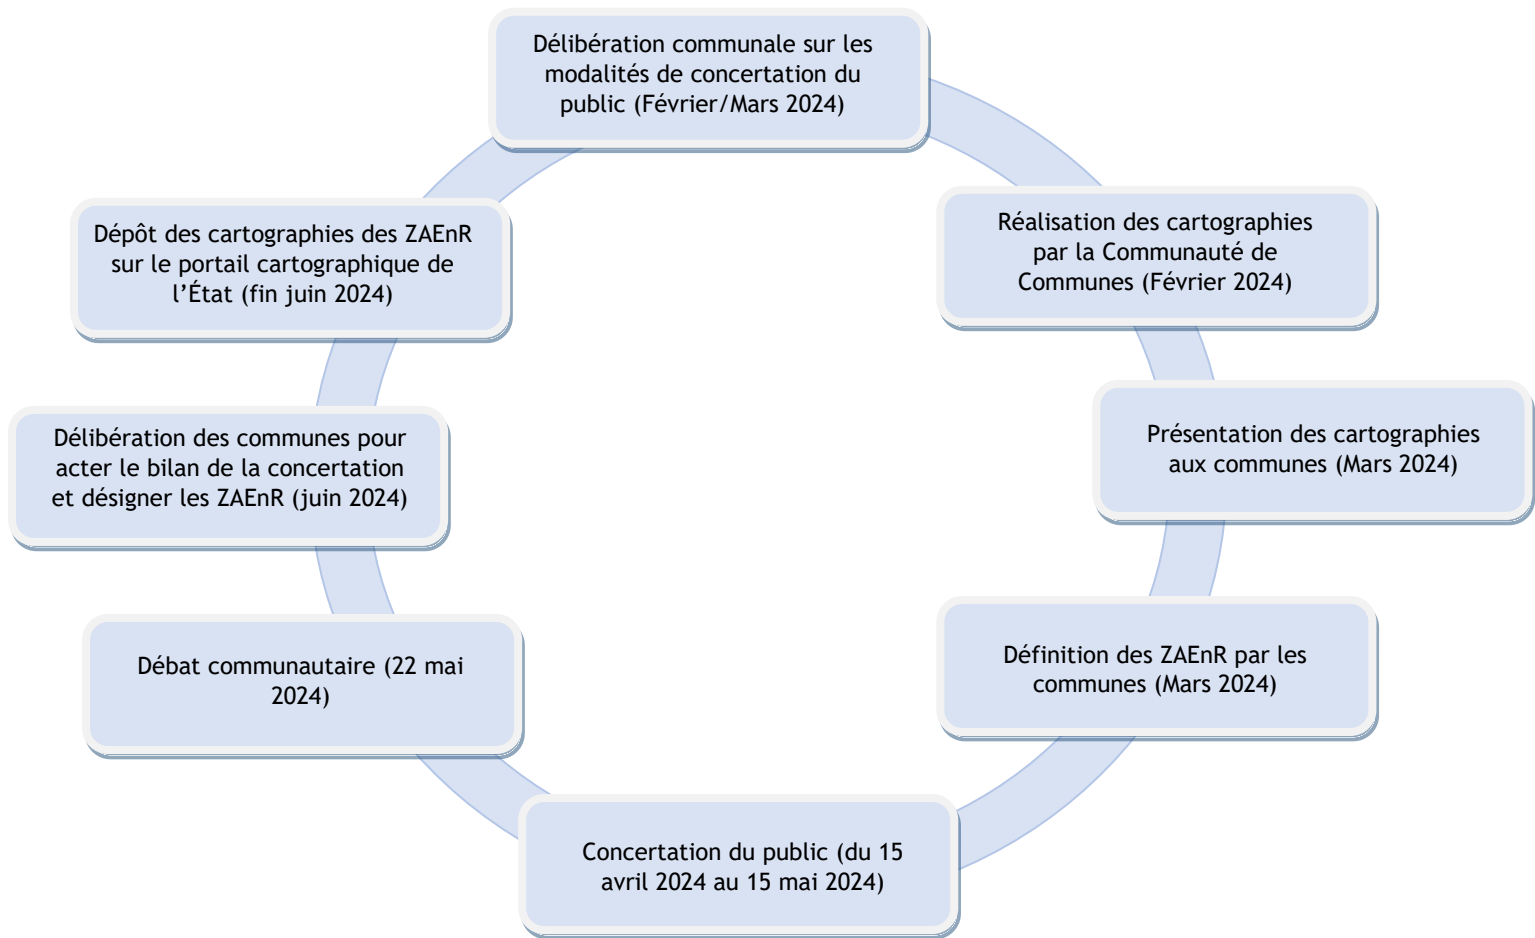 Délibération communale sur les
modalités de concertation du
public (Février/Mars 2024)
Réalisation des cartographies
par la Communauté de
Communes (Février 2024)
Présentation des cartographies
aux communes (Mars 2024)
Définition des ZAEnR par les
communes (Mars 2024)
Concertation du public (du 15
avril 2024 au 15 mai 2024)
Débat communautaire (22 mai
2024)
Délibération des communes pour
acter le bilan de la concertation
et désigner les ZAEnR (juin 2024)
Dépôt des cartographies des ZAEnR
sur le portail cartographique de
l’État (fin juin 2024)